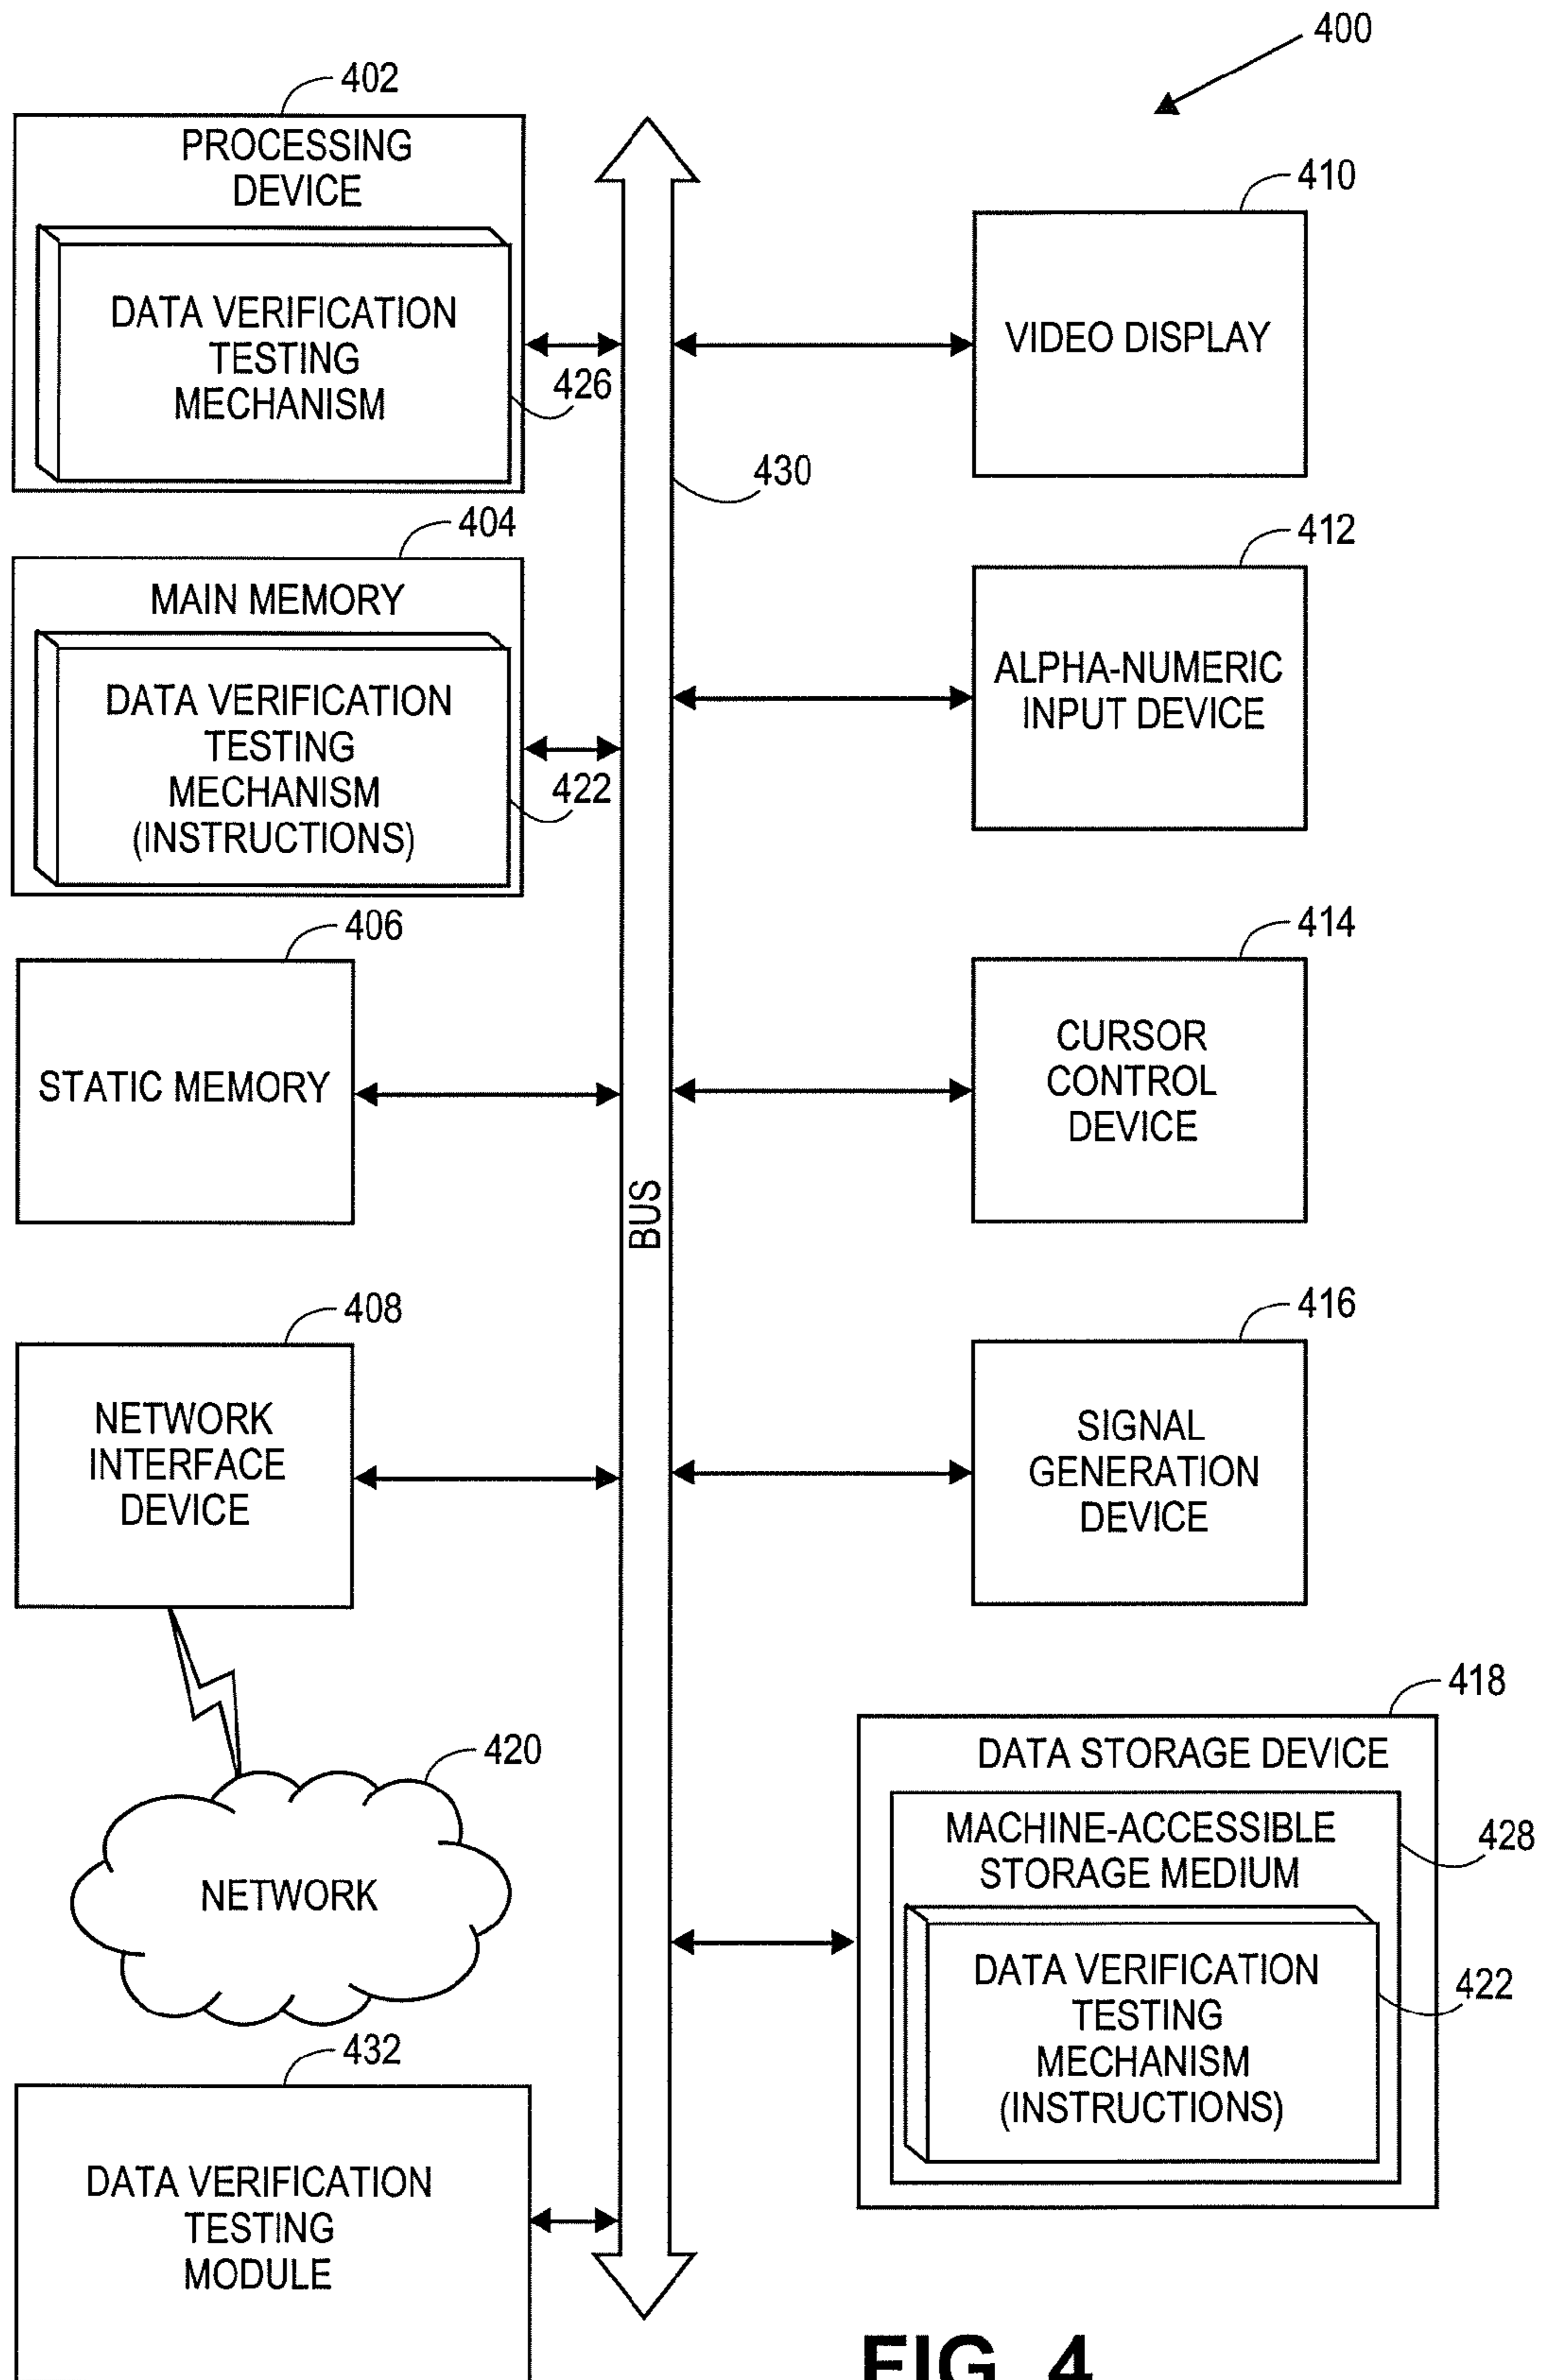 400
402
PROCESSING
DEVICE
DATA VERIFICATION
TESTING
MECHANISM
426
410
VIDEO DISPLAY
430
404
MAIN MEMORY
DATA VERIFICATION
TESTING
MECHANISM
(INSTRUCTIONS)
422
412
ALPHA-NUMERIC
INPUT DEVICE
406
STATIC MEMORY
414
CURSOR
CONTROL
DEVICE
BUS
408
NETWORK
INTERFACE
DEVICE
416
SIGNAL
GENERATION
DEVICE
420
NETWORK
418
DATA STORAGE DEVICE
MACHINE-ACCESSIBLE
STORAGE MEDIUM
428
DATA VERIFICATION
TESTING
MECHANISM
(INSTRUCTIONS)
422
432
DATA VERIFICATION
TESTING
MODULE
FIG. 4